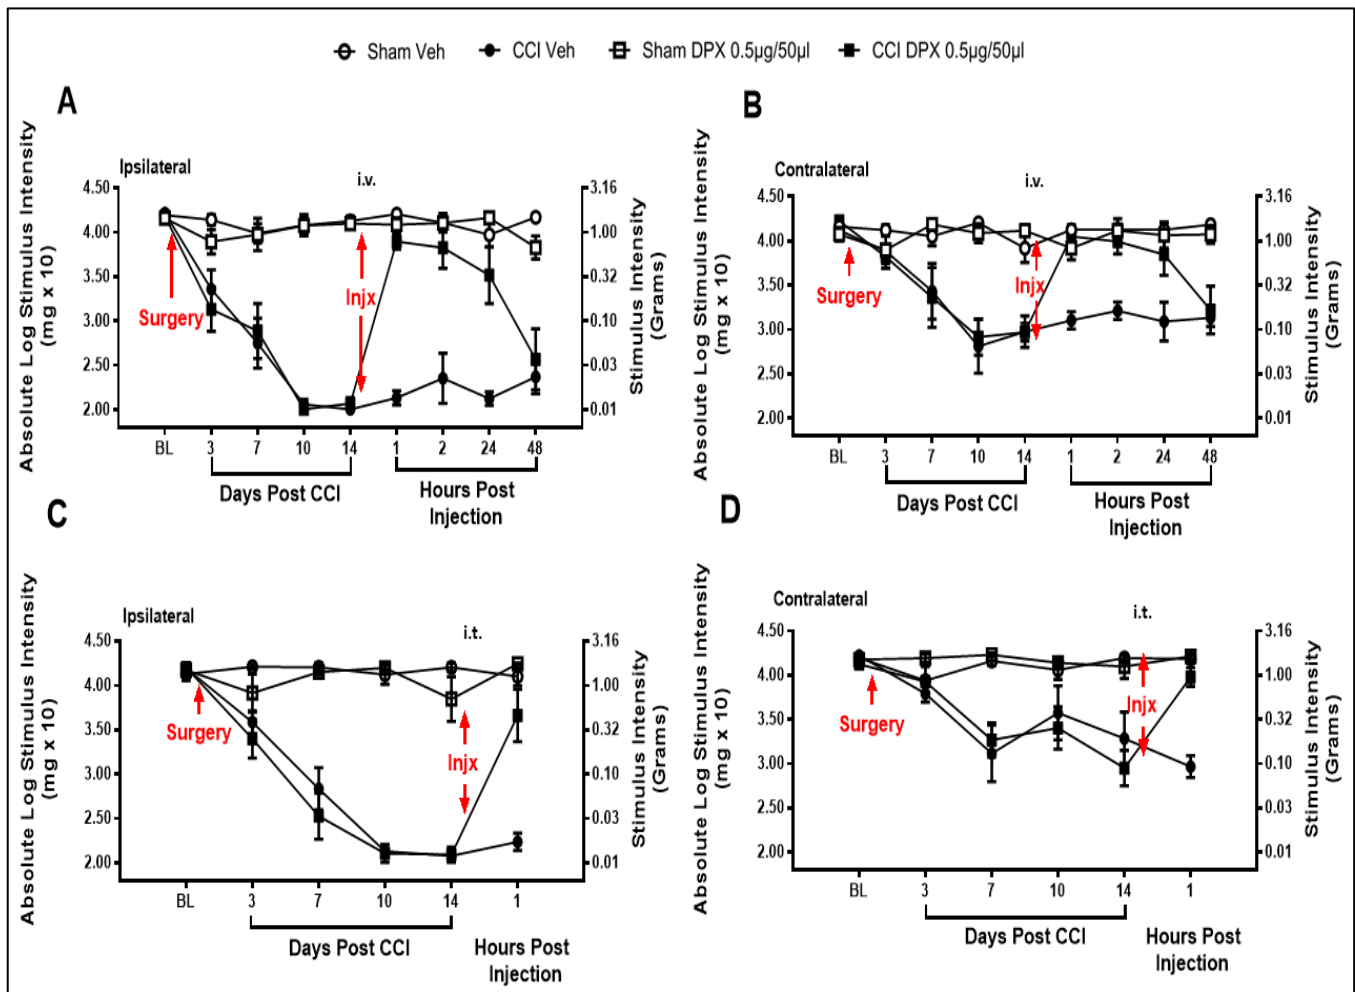 Sham Veh CCI Veh Sham DPX 0.5µg/50µl CCI DPX 0.5µg/50µl
A
Absolute Log Stimulus Intensity
(mg x 10)
Ipsilateral
i.v.
4.50
4.00
3.50
3.00
2.50
2.00
Surgery
Injx
3.16
1.00
0.32
0.10
0.03
0.01
Stimulus Intensity
(Grams)
BL 3 7 10 14 1 2 24 48
Days Post CCI
Hours Post
Injection
B
Absolute Log Stimulus Intensity
(mg x 10)
Contralateral
i.v.
4.50
4.00
3.50
3.00
2.50
2.00
Surgery
Injx
3.16
1.00
0.32
0.10
0.03
0.01
Stimulus Intensity
(Grams)
BL 3 7 10 14 1 2 24 48
Days Post CCI
Hours Post
Injection
C
Absolute Log Stimulus Intensity
(mg x 10)
Ipsilateral
i.t.
4.50
4.00
3.50
3.00
2.50
2.00
Surgery
Injx
3.16
1.00
0.32
0.10
0.03
0.01
Stimulus Intensity
(Grams)
BL 3 7 10 14 1
Days Post CCI
Hours Post
Injection
D
Absolute Log Stimulus Intensity
(mg x 10)
Contralateral
i.t.
4.50
4.00
3.50
3.00
2.50
2.00
Surgery
Injx
3.16
1.00
0.32
0.10
0.03
0.01
Stimulus Intensity
(Grams)
BL 3 7 10 14 1
Days Post CCI
Hours Post
Injection